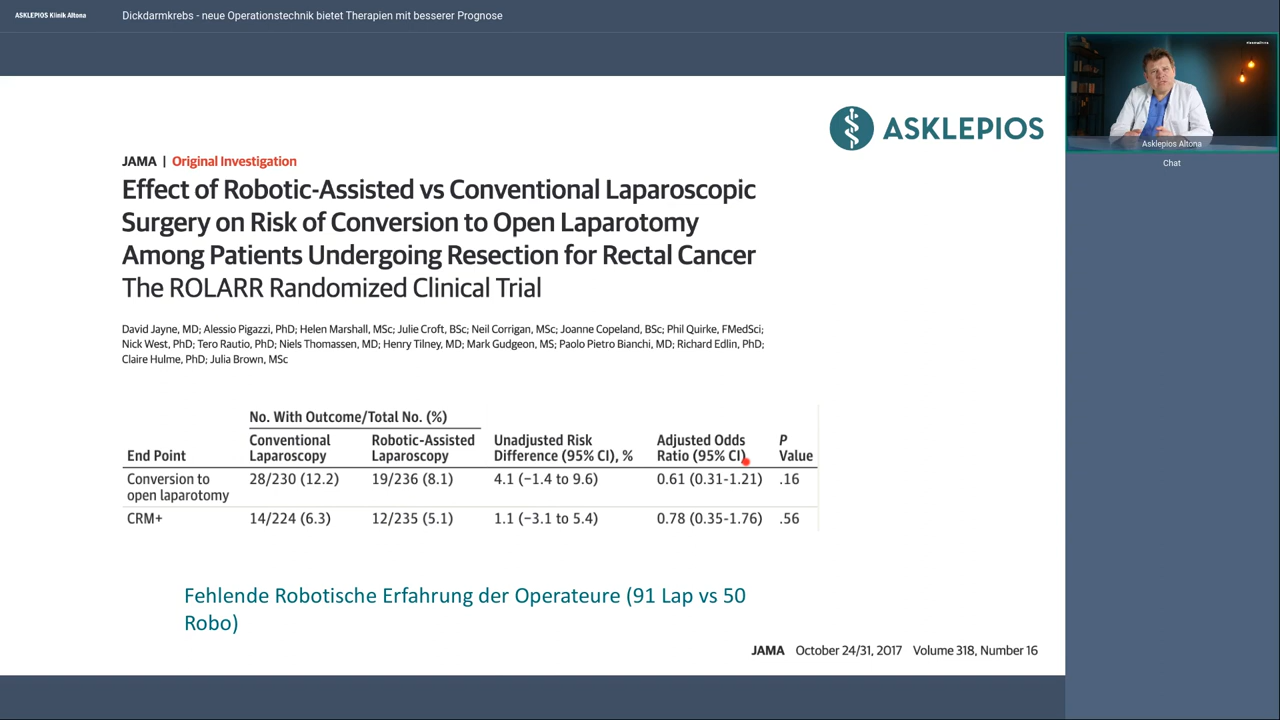 ASKLEPIOS Klinik Altona
Dickdarmkrebs - neue Operationstechnik bietet Therapien mit besserer Prognose
ASKLEPIOS
JAMA | Original Investigation
Effect of Robotic-Assisted vs Conventional Laparoscopic
Surgery on Risk of Conversion to Open Laparotomy
Among Patients Undergoing Resection for Rectal Cancer
The ROLARR Randomized Clinical Trial
David Jayne, MD; Alessio Pigazzi, PhD; Helen Marshall, MSc; Julie Croft, BSc; Neil Corrigan, MSc; Joanne Copeland, BSc; Phil Quirke, FMedSci;
Nick West, PhD; Tero Rautio, PhD; Niels Thomassen, MD; Henry Tilney, MD; Mark Gudgeon, MS; Paolo Pietro Bianchi, MD; Richard Edlin, PhD;
Claire Hulme, PhD; Julia Brown, MSc
No. With Outcome/Total No. (%)
Conventional Robotic-Assisted Unadjusted Risk Adjusted Odds P
End Point Laparoscopy Laparoscopy Difference (95% CI), % Ratio (95% CI) Value
Conversion to 28/230 (12.2) 19/236 (8.1) 4.1 (−1.4 to 9.6) 0.61 (0.31-1.21) .16
open laparotomy
CRM+ 14/224 (6.3) 12/235 (5.1) 1.1 (−3.1 to 5.4) 0.78 (0.35-1.76) .56
Fehlende Robotische Erfahrung der Operateure (91 Lap vs 50
Robo)
JAMA October 24/31, 2017 Volume 318, Number 16
Asklepios Altona
Chat